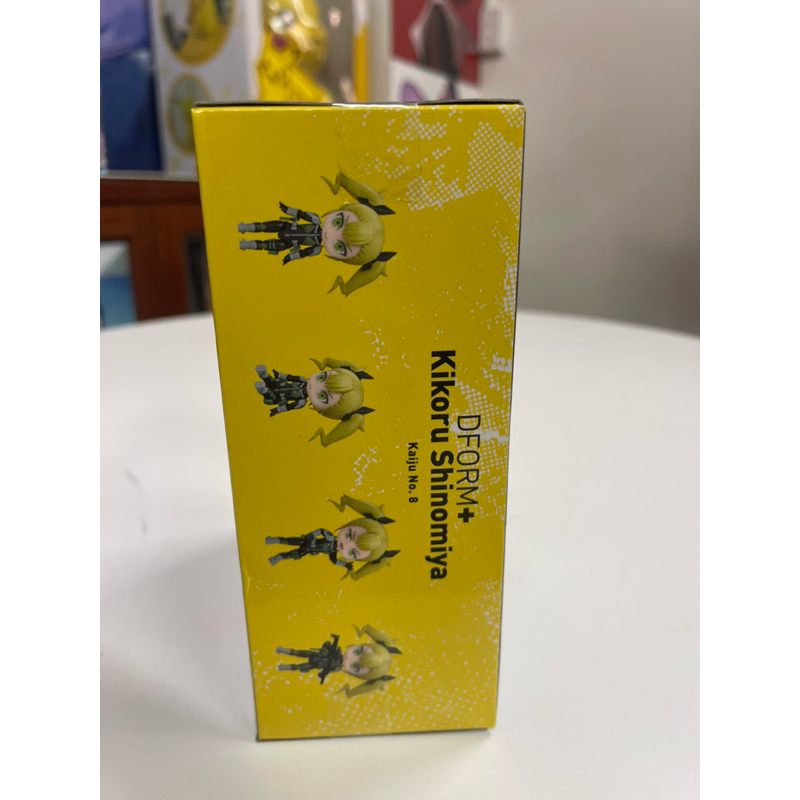 DFORM+
Kikoru Shinomiya
Kaiju No. 8